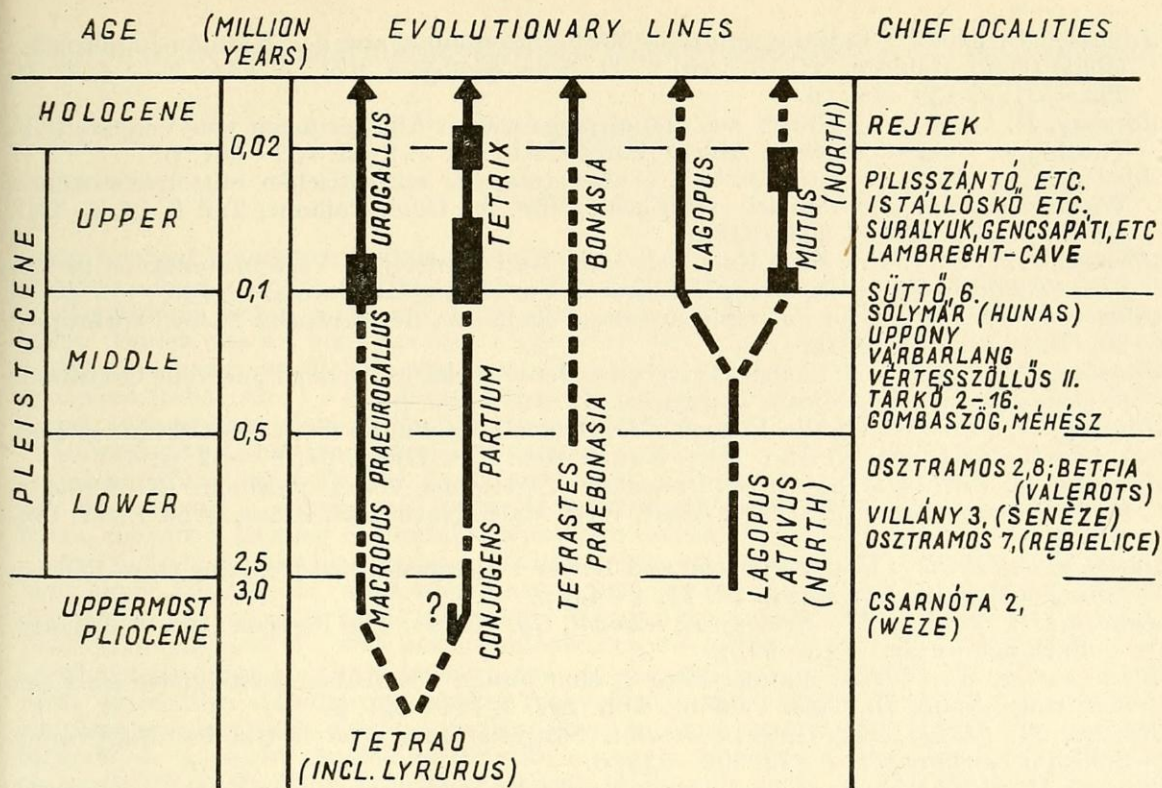 AGE (MILLION YEARS) EVOLUTIONARY LINES CHIEF LOCALITIES
HOLOCENE
0,02
REJTEK
PLEISTOCENE
UPPER
0,1
PILISSZÁNTÓ, ETC.
ISTÁLLÓSKŐ ETC.,
SUBALYUK, GENCSAPÁTI, ETC
LAMBREBHT-CAVE
MIDDLE
0,5
SÜTTŐ, 6.
SOLYMÁR (HUNAS)
UPPONY
VÁRBARLANG
VÉRTESSZŐLLŐS II.
TARKŐ 2-16.
GOMBASZÖG, MÉHÉSZ
LOWER
2,5
OSZTRAMOS 2,8; BETFIA
(VALEROTS)
VILLÁNY 3, (SENÈZE)
OSZTRAMOS 7, (RĘBIELICE)
UPPERMOST
PLIOCENE
3,0
CSARNÓTA 2,
(WEZE)
MACROPUS PRAEUROGALLUS UROGALLUS
?
CONJUGENS PARTIUM TETRIX
TETRASTES
PRAEBONASIA BONASIA
LAGOPUS
MUTUS
(NORTH)
LAGOPUS
ATAVUS
(NORTH)
TETRAO
(INCL. LYRURUS)